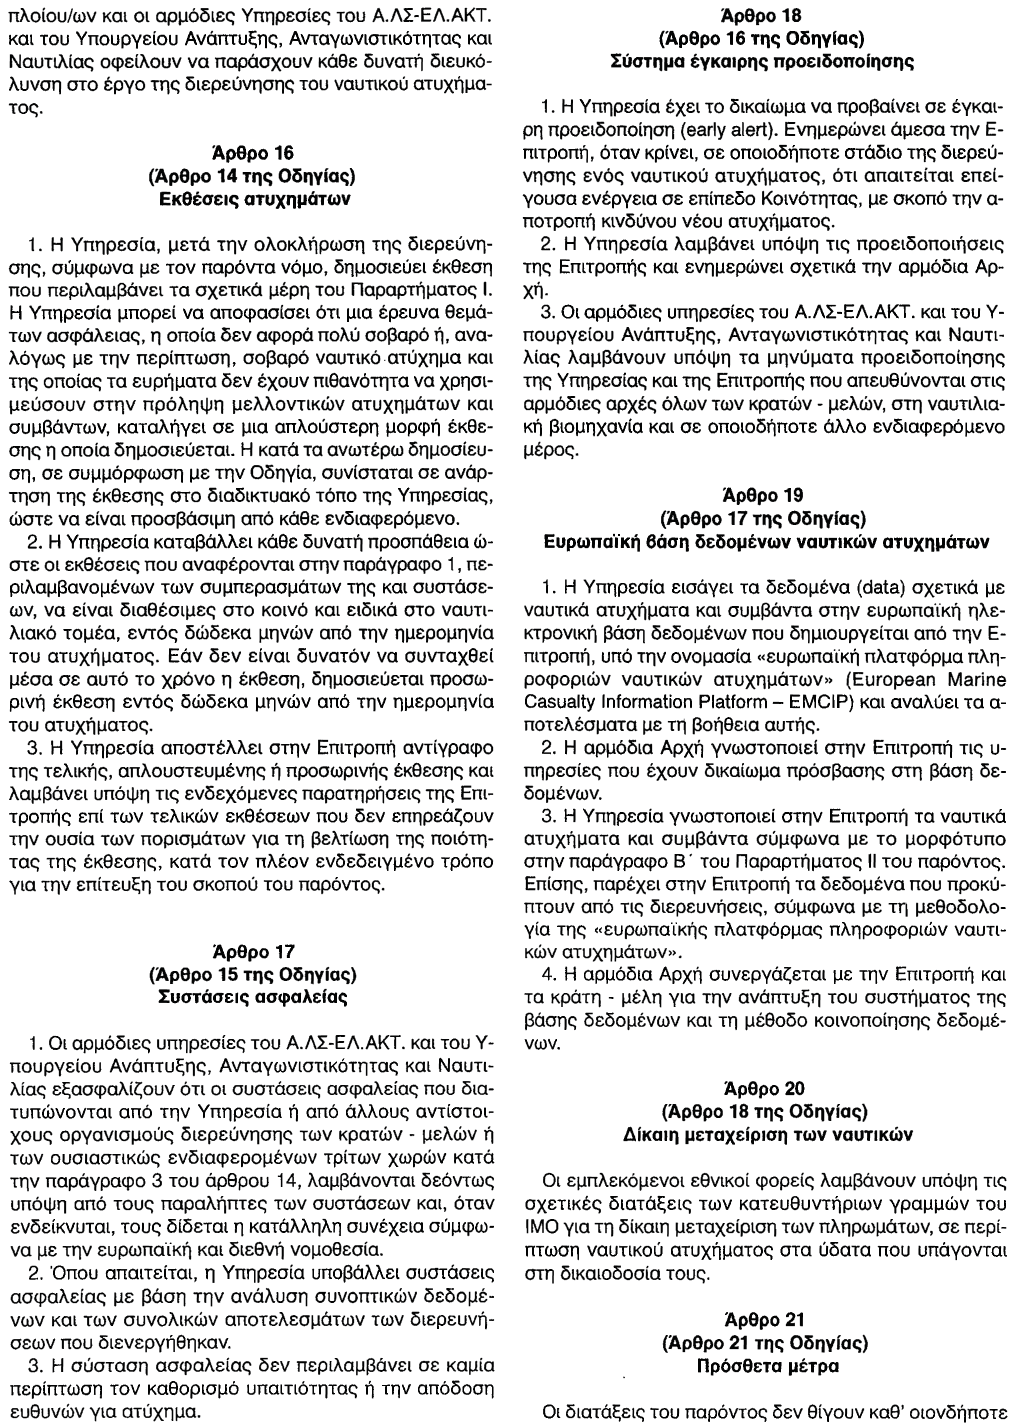 πλοίου/ων και οι αρμόδιες Υπηρεσίες του Α.ΛΣ-ΕΛ.ΑΚΤ.
και του Υπουργείου Ανάπτυξης, Ανταγωνιστικότητας και
Ναυτιλίας οφείλουν να παράσχουν κάθε δυνατή διευκό-
λυνση στο έργο της διερεύνησης του ναυτικού ατυχήμα-
τος.
Άρθρο 16
(Άρθρο 14 της Οδηγίας)
Εκθέσεις ατυχημάτων
1. Η Υπηρεσία, μετά την ολοκλήρωση της διερεύνη-
σης, σύμφωνα με τον παρόντα νόμο, δημοσιεύει έκθεση
που περιλαμβάνει τα σχετικά μέρη του Παραρτήματος Ι.
Η Υπηρεσία μπορεί να αποφασίσει ότι μια έρευνα θεμά-
των ασφάλειας, η οποία δεν αφορά πολύ σοβαρό ή, ανα-
λόγως με την περίπτωση, σοβαρό ναυτικό ατύχημα και
της οποίας τα ευρήματα δεν έχουν πιθανότητα να χρησι-
μεύσουν στην πρόληψη μελλοντικών ατυχημάτων και
συμβάντων, καταλήγει σε μια απλούστερη μορφή έκθε-
σης η οποία δημοσιεύεται. Η κατά τα ανωτέρω δημοσίευ-
ση, σε συμμόρφωση με την Οδηγία, συνίσταται σε ανάρ-
τηση της έκθεσης στο διαδικτυακό τόπο της Υπηρεσίας,
ώστε να είναι προσβάσιμη από κάθε ενδιαφερόμενο.
2. Η Υπηρεσία καταβάλλει κάθε δυνατή προσπάθεια ώ-
στε οι εκθέσεις που αναφέρονται στην παράγραφο 1, πε-
ριλαμβανομένων των συμπερασμάτων της και συστάσε-
ων, να είναι διαθέσιμες στο κοινό και ειδικά στο ναυτι-
λιακό τομέα, εντός δώδεκα μηνών από την ημερομηνία
του ατυχήματος. Εάν δεν είναι δυνατόν να συνταχθεί
μέσα σε αυτό το χρόνο η έκθεση, δημοσιεύεται προσω-
ρινή έκθεση εντός δώδεκα μηνών από την ημερομηνία
του ατυχήματος.
3. Η Υπηρεσία αποστέλλει στην Επιτροπή αντίγραφο
της τελικής, απλουστευμένης ή προσωρινής έκθεσης και
λαμβάνει υπόψη τις ενδεχόμενες παρατηρήσεις της Επι-
τροπής επί των τελικών εκθέσεων που δεν επηρεάζουν
την ουσία των πορισμάτων για τη βελτίωση της ποιότη-
τας της έκθεσης, κατά τον πλέον ενδεδειγμένο τρόπο
για την επίτευξη του σκοπού του παρόντος.
Άρθρο 17
(Άρθρο 15 της Οδηγίας)
Συστάσεις ασφαλείας
1. Οι αρμόδιες υπηρεσίες του Α.ΛΣ-ΕΛ.ΑΚΤ. και του Υ-
πουργείου Ανάπτυξης, Ανταγωνιστικότητας και Ναυτι-
λίας εξασφαλίζουν ότι οι συστάσεις ασφαλείας που δια-
τυπώνονται από την Υπηρεσία ή από άλλους αντίστοι-
χους οργανισμούς διερεύνησης των κρατών - μελών ή
των ουσιαστικώς ενδιαφερομένων τρίτων χωρών κατά
την παράγραφο 3 του άρθρου 14, λαμβάνονται δεόντως
υπόψη από τους παραλήπτες των συστάσεων και, όταν
ενδείκνυται, τους δίδεται η κατάλληλη συνέχεια σύμφω-
να με την ευρωπαϊκή και διεθνή νομοθεσία.
2. Όπου απαιτείται, η Υπηρεσία υποβάλλει συστάσεις
ασφαλείας με βάση την ανάλυση συνοπτικών δεδομέ-
νων και των συνολικών αποτελεσμάτων των διερευνή-
σεων που διενεργήθηκαν.
3. Η σύσταση ασφαλείας δεν περιλαμβάνει σε καμία
περίπτωση τον καθορισμό υπαιτιότητας ή την απόδοση
ευθυνών για ατύχημα.
Άρθρο 18
(Άρθρο 16 της Οδηγίας)
Σύστημα έγκαιρης προειδοποίησης
1. Η Υπηρεσία έχει το δικαίωμα να προβαίνει σε έγκαι-
ρη προειδοποίηση (early alert). Ενημερώνει άμεσα την Ε-
πιτροπή, όταν κρίνει, σε οποιοδήποτε στάδιο της διερεύ-
νησης ενός ναυτικού ατυχήματος, ότι απαιτείται επεί-
γουσα ενέργεια σε επίπεδο Κοινότητας, με σκοπό την α-
ποτροπή κινδύνου νέου ατυχήματος.
2. Η Υπηρεσία λαμβάνει υπόψη τις προειδοποιήσεις
της Επιτροπής και ενημερώνει σχετικά την αρμόδια Αρ-
χή.
3. Οι αρμόδιες υπηρεσίες του Α.ΛΣ-ΕΛ.ΑΚΤ. και του Υ-
πουργείου Ανάπτυξης, Ανταγωνιστικότητας και Ναυτι-
λίας λαμβάνουν υπόψη τα μηνύματα προειδοποίησης
της Υπηρεσίας και της Επιτροπής που απευθύνονται στις
αρμόδιες αρχές όλων των κρατών - μελών, στη ναυτιλια-
κή βιομηχανία και σε οποιοδήποτε άλλο ενδιαφερόμενο
μέρος.
Άρθρο 19
(Άρθρο 17 της Οδηγίας)
Ευρωπαϊκή βάση δεδομένων ναυτικών ατυχημάτων
1. Η Υπηρεσία εισάγει τα δεδομένα (data) σχετικά με
ναυτικά ατυχήματα και συμβάντα στην ευρωπαϊκή ηλε-
κτρονική βάση δεδομένων που δημιουργείται από την Ε-
πιτροπή, υπό την ονομασία «ευρωπαϊκή πλατφόρμα πλη-
ροφοριών ναυτικών ατυχημάτων» (European Marine
Casualty Information Platform – EMCIP) και αναλύει τα α-
ποτελέσματα με τη βοήθεια αυτής.
2. Η αρμόδια Αρχή γνωστοποιεί στην Επιτροπή τις υ-
πηρεσίες που έχουν δικαίωμα πρόσβασης στη βάση δε-
δομένων.
3. Η Υπηρεσία γνωστοποιεί στην Επιτροπή τα ναυτικά
ατυχήματα και συμβάντα σύμφωνα με το μορφότυπο
στην παράγραφο Β΄ του Παραρτήματος ΙΙ του παρόντος.
Επίσης, παρέχει στην Επιτροπή τα δεδομένα που προκύ-
πτουν από τις διερευνήσεις, σύμφωνα με τη μεθοδολο-
γία της «ευρωπαϊκής πλατφόρμας πληροφοριών ναυτι-
κών ατυχημάτων».
4. Η αρμόδια Αρχή συνεργάζεται με την Επιτροπή και
τα κράτη - μέλη για την ανάπτυξη του συστήματος της
βάσης δεδομένων και τη μέθοδο κοινοποίησης δεδομέ-
νων.
Άρθρο 20
(Άρθρο 18 της Οδηγίας)
Δίκαιη μεταχείριση των ναυτικών
Οι εμπλεκόμενοι εθνικοί φορείς λαμβάνουν υπόψη τις
σχετικές διατάξεις των κατευθυντήριων γραμμών του
ΙΜΟ για τη δίκαιη μεταχείριση των πληρωμάτων, σε περί-
πτωση ναυτικού ατυχήματος στα ύδατα που υπάγονται
στη δικαιοδοσία τους.
Άρθρο 21
(Άρθρο 21 της Οδηγίας)
Πρόσθετα μέτρα
Οι διατάξεις του παρόντος δεν θίγουν καθ' οιονδήποτε